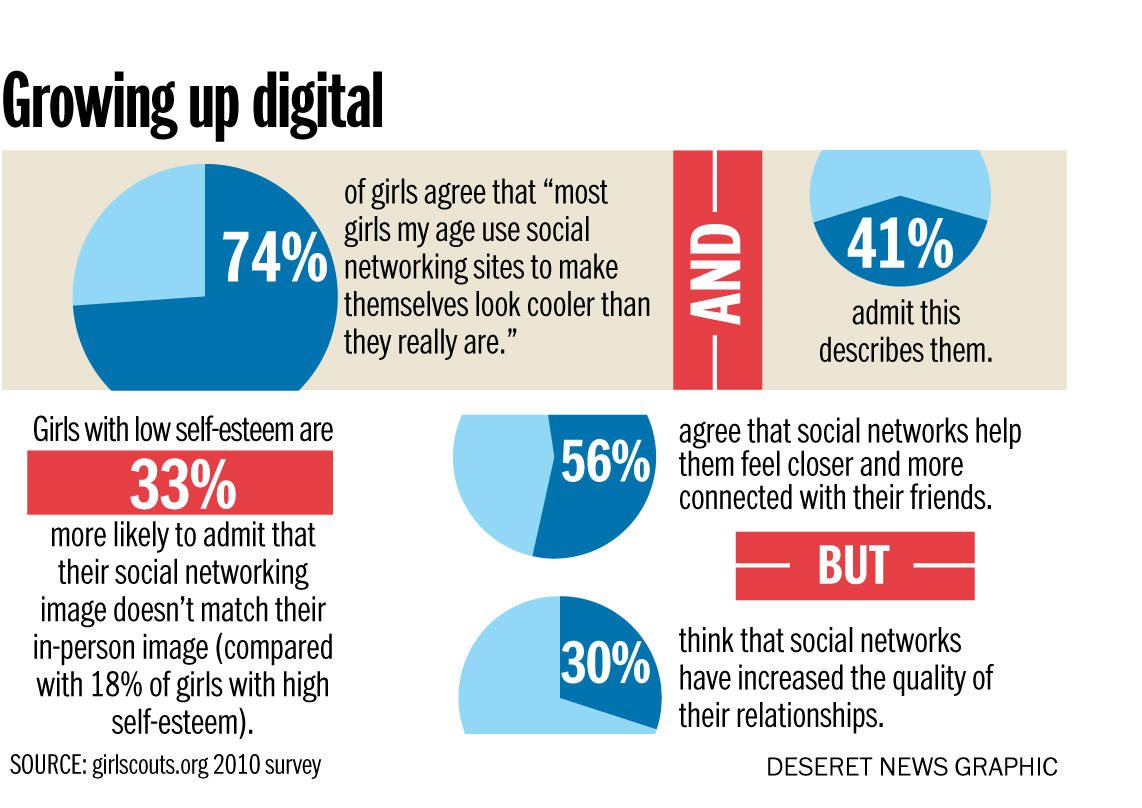 Growing up digital
74%
of girls agree that “most
girls my age use social
networking sites to make
themselves look cooler than
they really are.”
AND
41%
admit this
describes them.
Girls with low self-esteem are
33%
more likely to admit that
their social networking
image doesn’t match their
in-person image (compared
with 18% of girls with high
self-esteem).
56%
agree that social networks help
them feel closer and more
connected with their friends.
BUT
30%
think that social networks
have increased the quality of
their relationships.
SOURCE: girlscouts.org 2010 survey
DESERET NEWS GRAPHIC